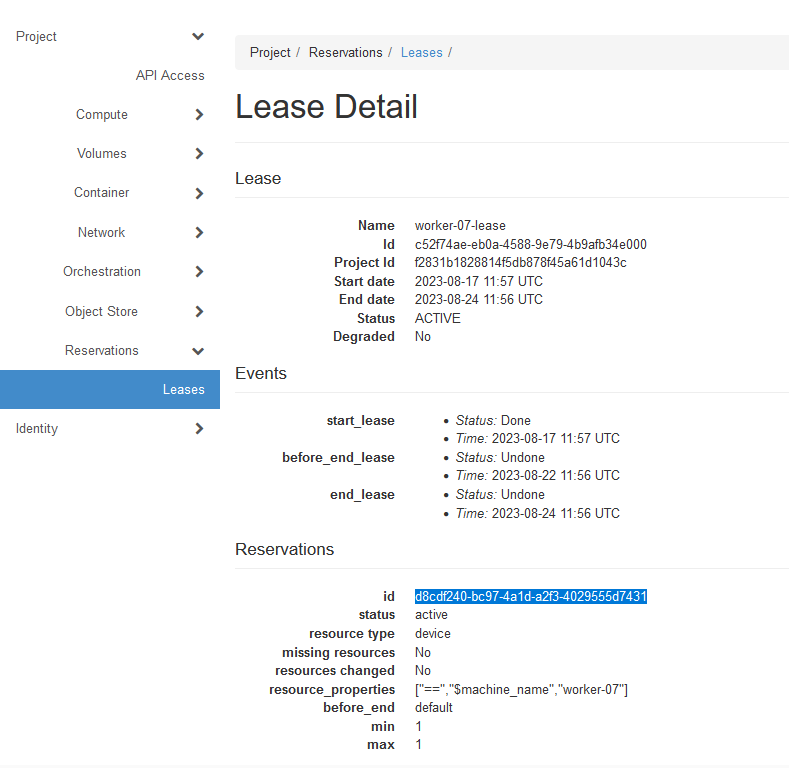 Project
API Access
Compute
Volumes
Container
Network
Orchestration
Object Store
Reservations
Leases
Identity
Project / Reservations / Leases /
Lease Detail
Lease
Name worker-07-lease
Id c52f74ae-eb0a-4588-9e79-4b9afb34e000
Project Id f2831b1828814f5db878f45a61d1043c
Start date 2023-08-17 11:57 UTC
End date 2023-08-24 11:56 UTC
Status ACTIVE
Degraded No
Events
start_lease • Status: Done
• Time: 2023-08-17 11:57 UTC
before_end_lease • Status: Undone
• Time: 2023-08-22 11:56 UTC
end_lease • Status: Undone
• Time: 2023-08-24 11:56 UTC
Reservations
id d8cdf240-bc97-4a1d-a2f3-4029555d7431
status active
resource type device
missing resources No
resources changed No
resource_properties ["==","$machine_name","worker-07"]
before_end default
min 1
max 1